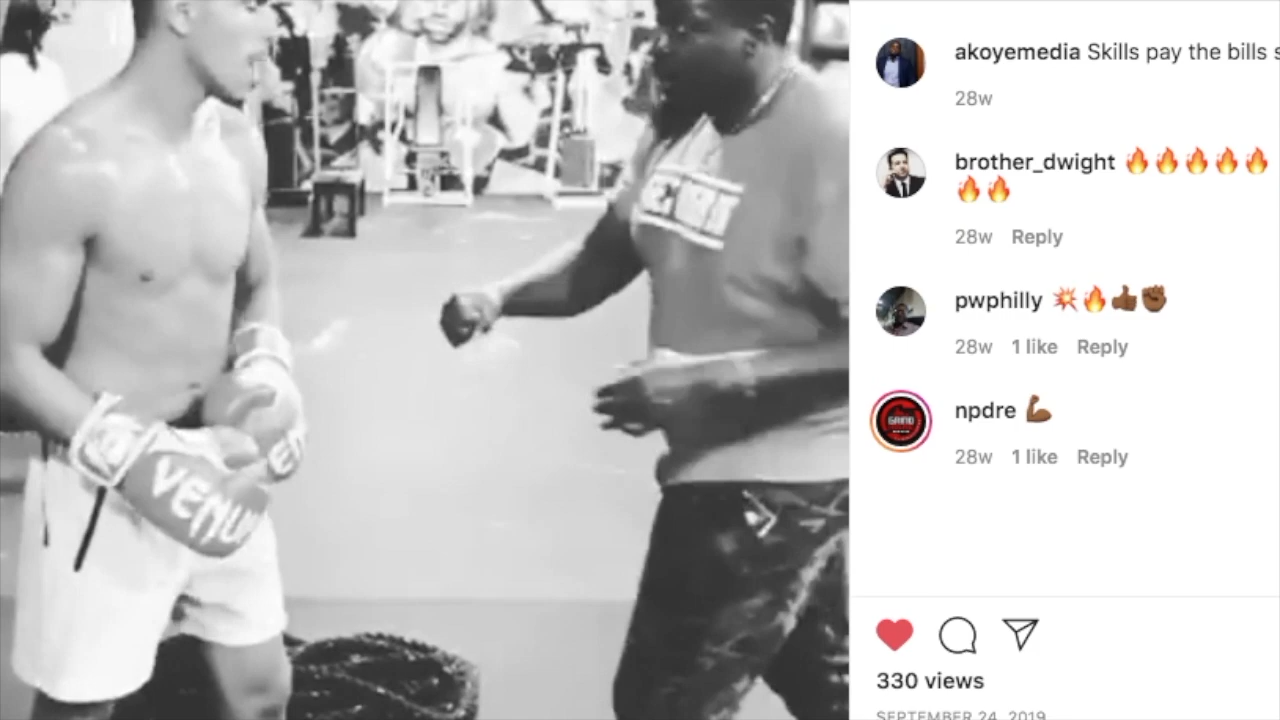 akoyemedia Skills pay the bills s
28w
brother_dwight 🔥🔥🔥🔥🔥
🔥🔥
28w Reply
pwphilly 💥🔥👍🏾✊🏾
28w 1 like Reply
GRIND
npdre 💪🏾
28w 1 like Reply
VENUM
330 views
SEPTEMBER 24, 2019